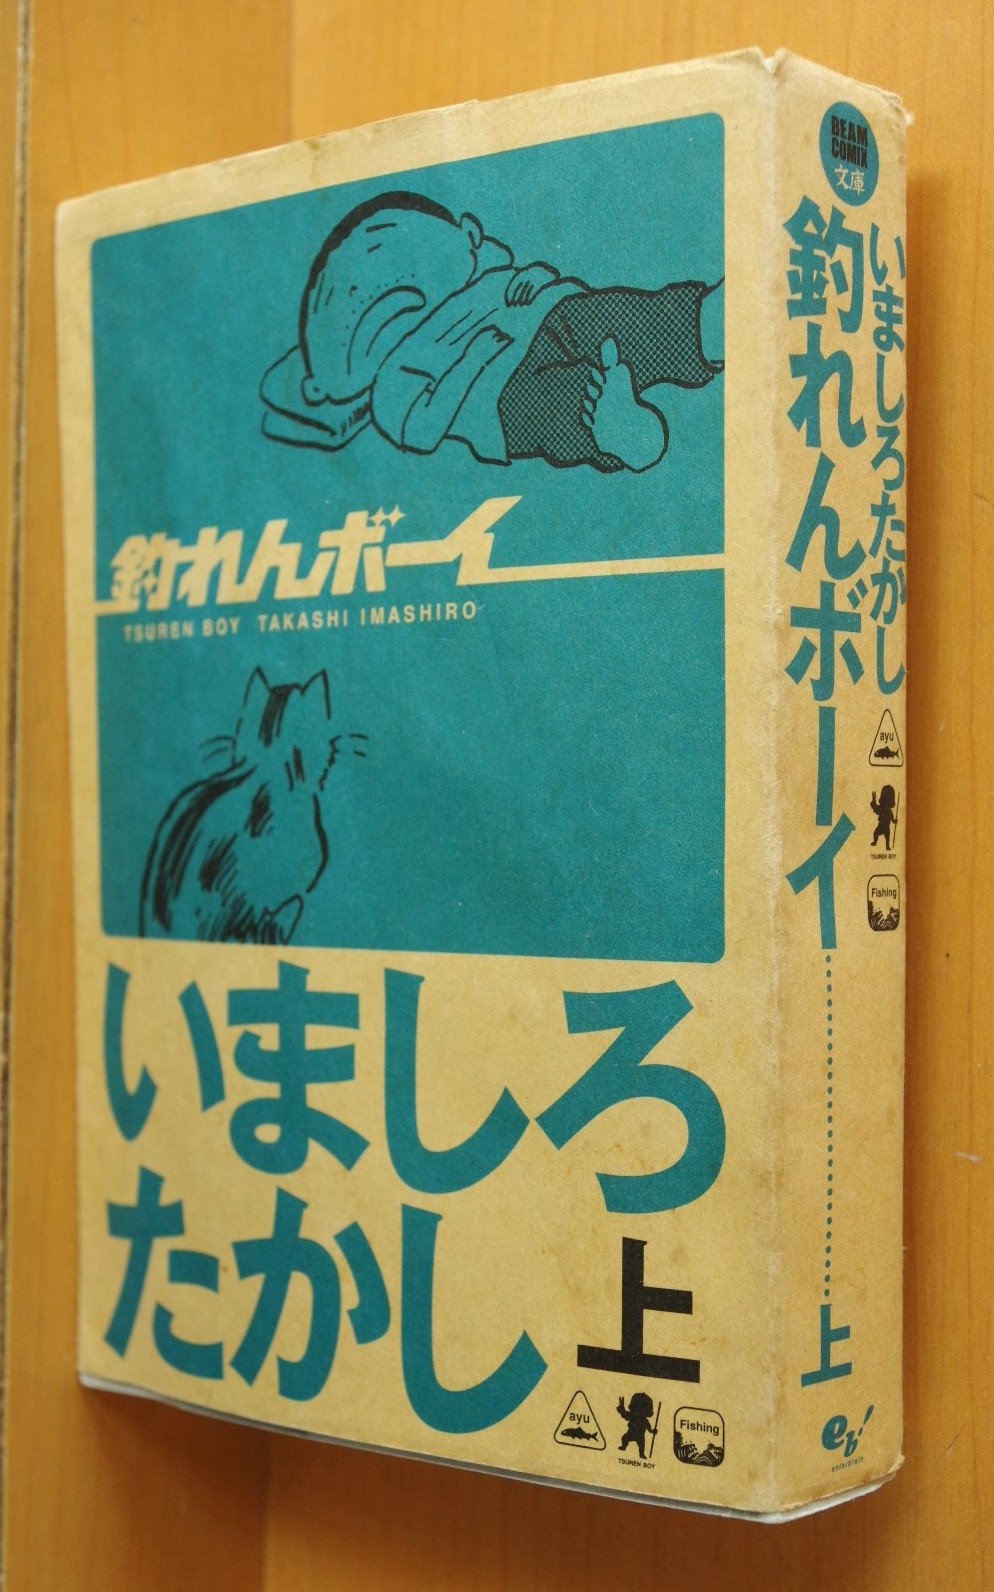 釣れんボーイ
TSUREN BOY TAKASHI IMASHIRO
いましろ
たかし
上
ayu
TSUREN BOY
Fishing
BEAM
COMIX
文庫
釣れんボーイ
上
いましろたかし
ayu
TSUREN BOY
Fishing
eb!
enterbrain